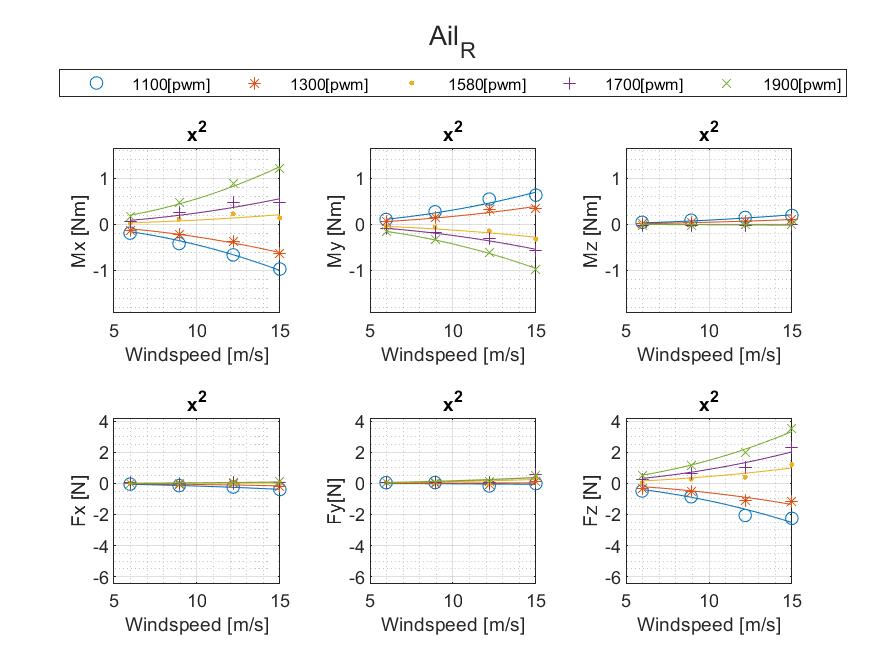 Ail_R
1100[pwm] 1300[pwm] 1580[pwm] 1700[pwm] 1900[pwm]
x² x² x²
Mx [Nm] My [Nm] Mz [Nm]
1 1 1
0 0 0
-1 -1 -1
5 10 15 5 10 15 5 10 15
Windspeed [m/s] Windspeed [m/s] Windspeed [m/s]
x² x² x²
Fx [N] Fy[N] Fz [N]
4 4 4
2 2 2
0 0 0
-2 -2 -2
-4 -4 -4
-6 -6 -6
5 10 15 5 10 15 5 10 15
Windspeed [m/s] Windspeed [m/s] Windspeed [m/s]